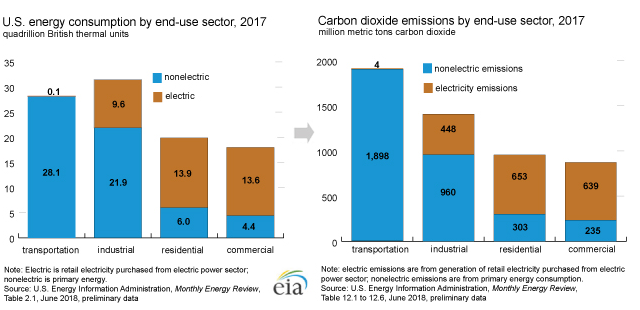 U.S. energy consumption by end-use sector, 2017
quadrillion British thermal units
35
30
25
20
15
10
5
0
nonelectric
electric
0.1
28.1
9.6
21.9
13.9
6.0
13.6
4.4
transportation industrial residential commercial
Note: Electric is retail electricity purchased from electric power sector;
nonelectric is primary energy.
Source: U.S. Energy Information Administration, Monthly Energy Review,
Table 2.1, June 2018, preliminary data
eia
Carbon dioxide emissions by end-use sector, 2017
million metric tons carbon dioxide
2000
1500
1000
500
0
nonelectric emissions
electricity emissions
4
1,898
448
960
653
303
639
235
transportation industrial residential commercial
Note: electric emissions are from generation of retail electricity purchased from electric
power sector; nonelectric emissions are from primary energy consumption.
Source: U.S. Energy Information Administration, Monthly Energy Review,
Table 12.1 to 12.6, June 2018, preliminary data